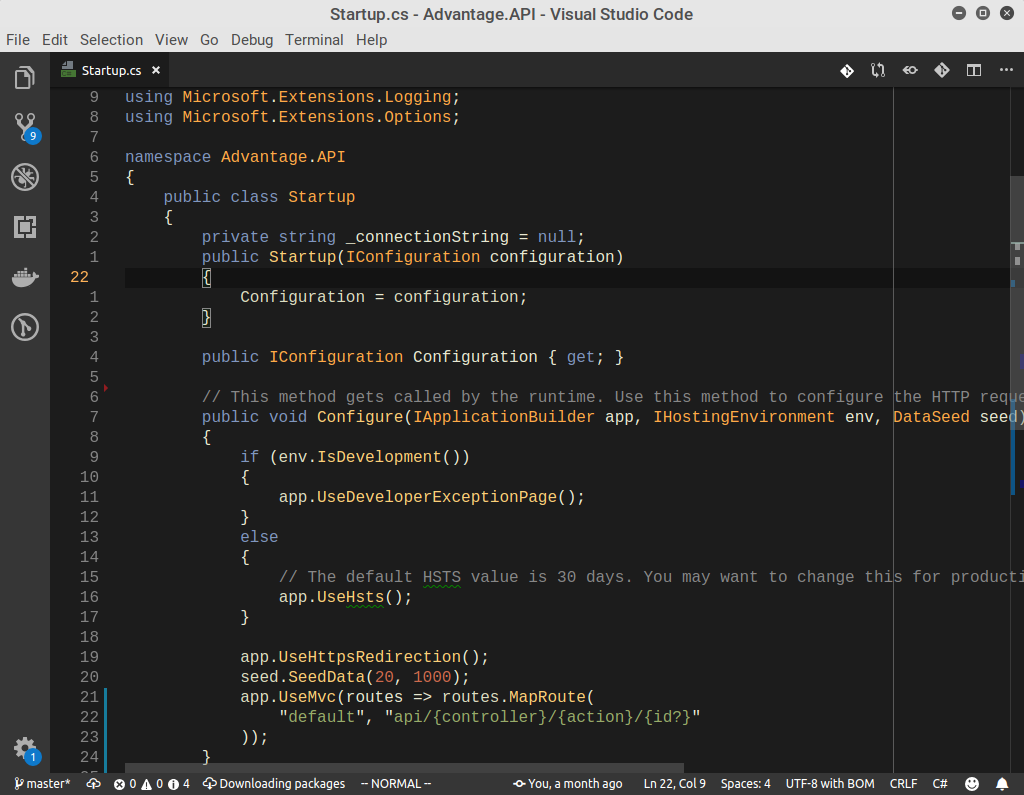 Startup.cs - Advantage.API - Visual Studio Code
File Edit Selection View Go Debug Terminal Help
Startup.cs
9 using Microsoft.Extensions.Logging;
8 using Microsoft.Extensions.Options;
7
6 namespace Advantage.API
5 {
4 public class Startup
3 {
2 private string _connectionString = null;
1 public Startup(IConfiguration configuration)
22 {
1 Configuration = configuration;
2 }
3
4 public IConfiguration Configuration { get; }
5
6 // This method gets called by the runtime. Use this method to configure the HTTP reque
7 public void Configure(IApplicationBuilder app, IHostingEnvironment env, DataSeed seed)
8 {
9 if (env.IsDevelopment())
10 {
11 app.UseDeveloperExceptionPage();
12 }
13 else
14 {
15 // The default HSTS value is 30 days. You may want to change this for producti
16 app.UseHsts();
17 }
18
19 app.UseHttpsRedirection();
20 seed.SeedData(20, 1000);
21 app.UseMvc(routes => routes.MapRoute(
22 "default", "api/{controller}/{action}/{id?}"
23 ));
24 }
9
1
master* 0 0 4 Downloading packages -- NORMAL -- You, a month ago Ln 22, Col 9 Spaces: 4 UTF-8 with BOM CRLF C#